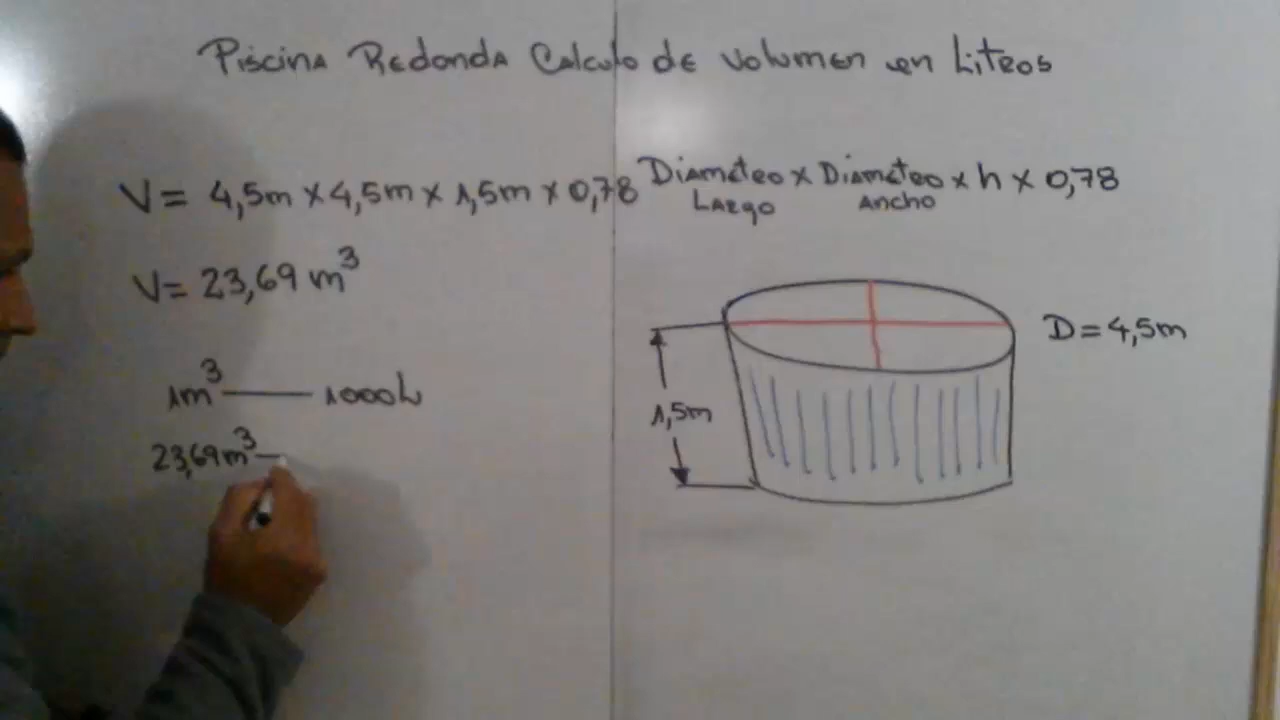 Piscina Redonda Calculo de Volumen en Litros
V= 4,5m x 4,5m x 1,5m x 0,78
Diametro x Diametro x h x 0,78
Largo Ancho
V= 23,69 m³
1m³ —— 1000L
23,69m³ —
D=4,5m
1,5m